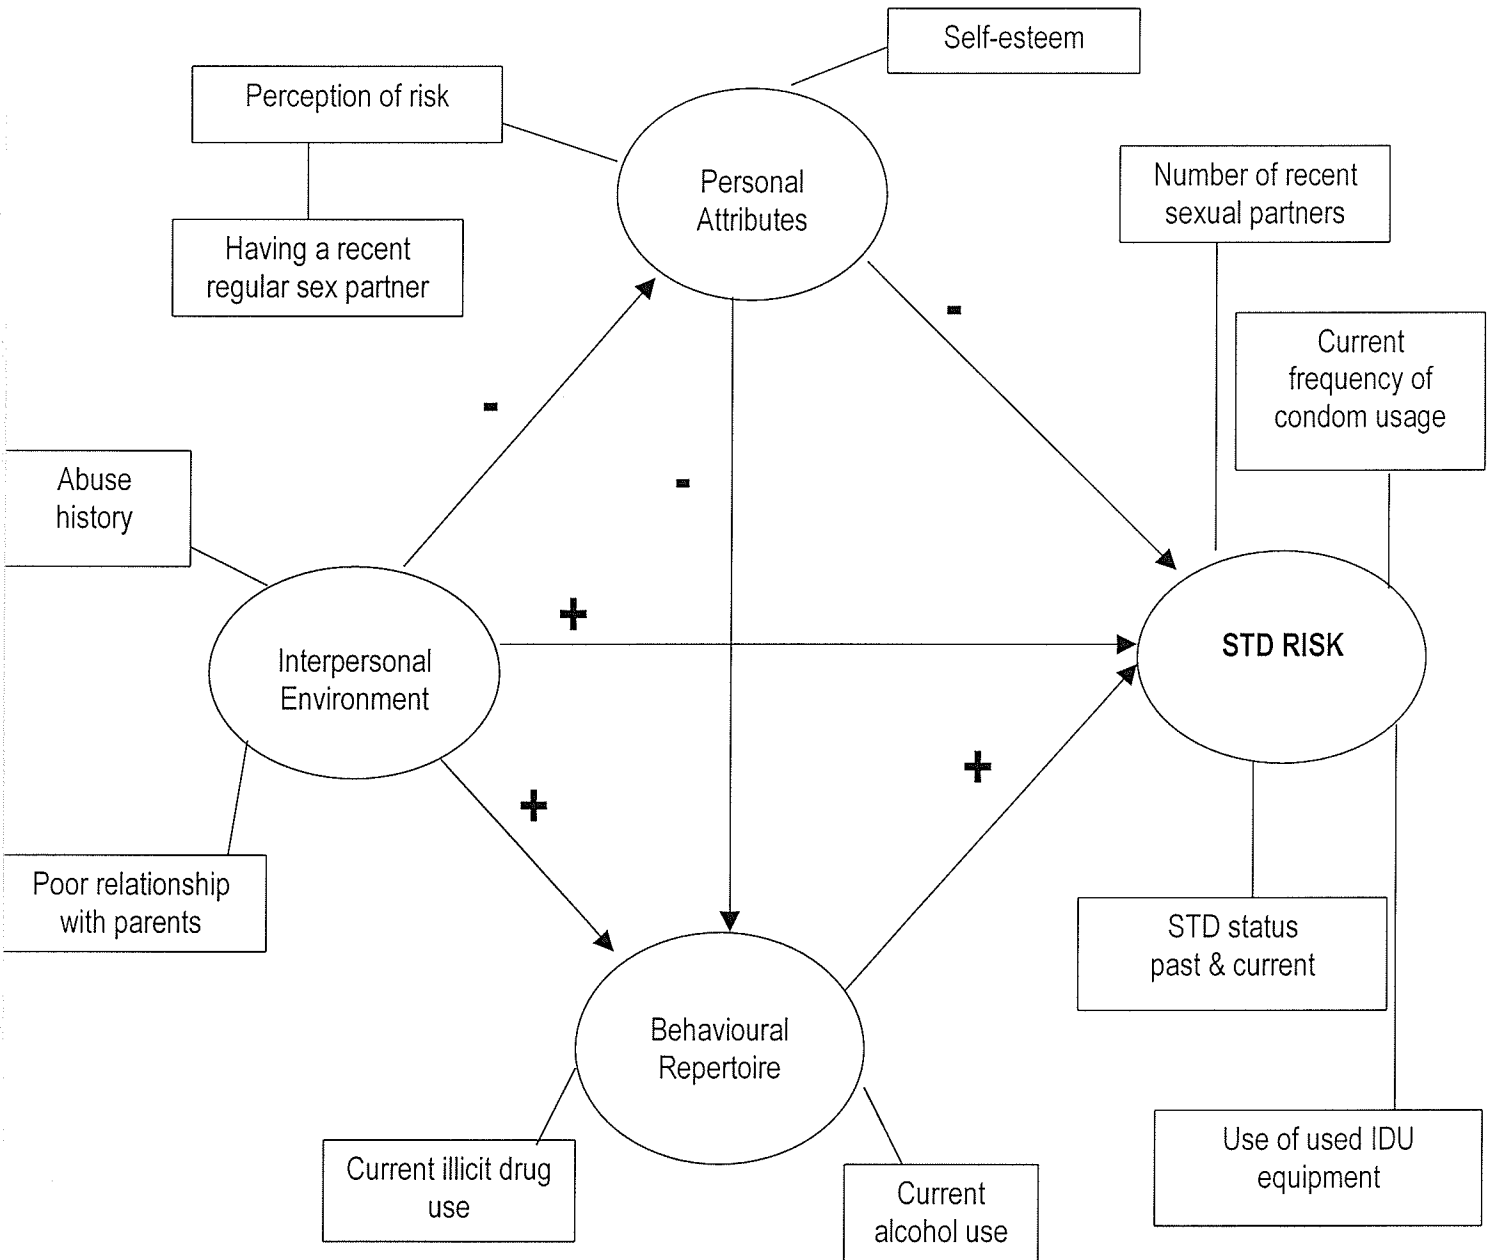 Self-esteem
Perception of risk
Personal
Attributes
Number of recent
sexual partners
Having a recent
regular sex partner
-
Current
frequency of
condom usage
-
-
Abuse
history
+
Interpersonal
Environment
STD RISK
+
+
Poor relationship
with parents
STD status
past & current
Behavioural
Repertoire
Use of used IDU
equipment
Current illicit drug
use
Current
alcohol use